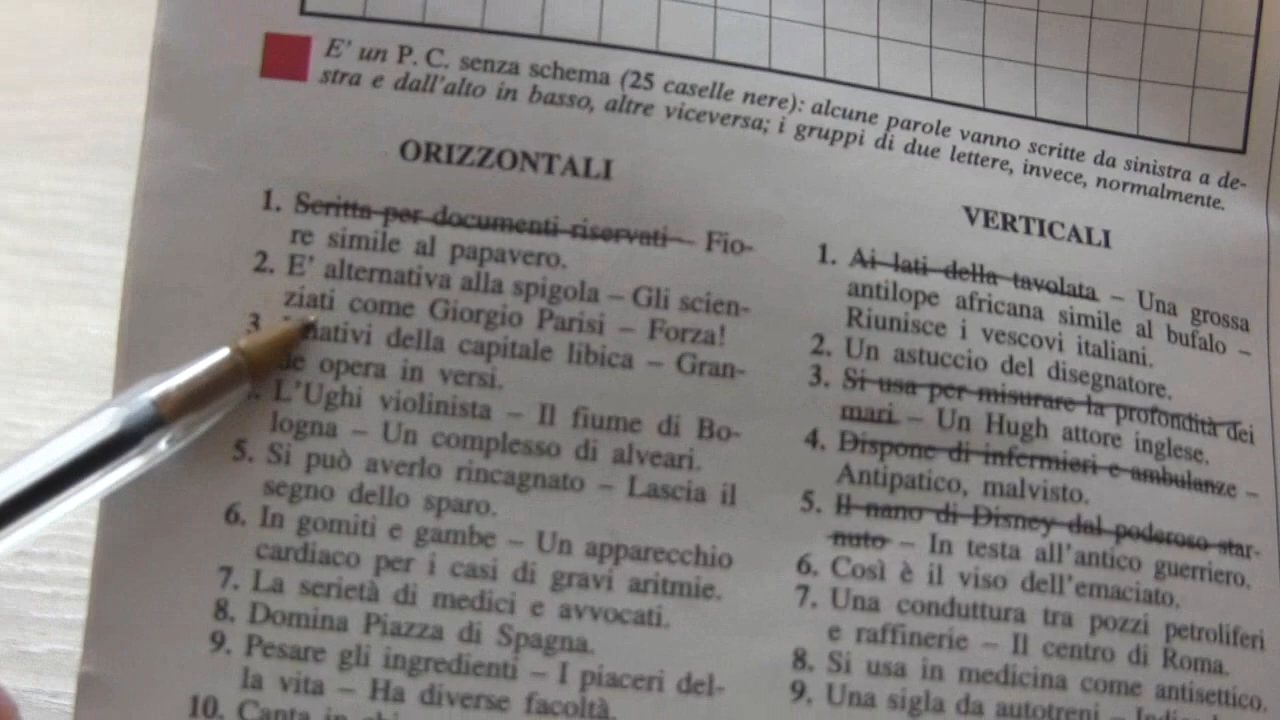 E' un P. C. senza schema (25 caselle nere): alcune parole vanno scritte da sinistra a de-
stra e dall'alto in basso, altre viceversa; i gruppi di due lettere, invece, normalmente.
ORIZZONTALI
1. Scritta per documenti riservati – Fio-
re simile al papavero.
2. E' alternativa alla spigola – Gli scien-
ziati come Giorgio Parisi – Forza!
3. nativi della capitale libica – Gran-
de opera in versi.
L'Ughi violinista – Il fiume di Bo-
logna – Un complesso di alveari.
5. Si può averlo rincagnato – Lascia il
segno dello sparo.
6. In gomiti e gambe – Un apparecchio
cardiaco per i casi di gravi aritmie.
7. La serietà di medici e avvocati.
8. Domina Piazza di Spagna.
9. Pesare gli ingredienti – I piaceri del-
la vita – Ha diverse facoltà.
10. Canta in
VERTICALI
1. Ai lati della tavolata – Una grossa
antilope africana simile al bufalo –
Riunisce i vescovi italiani.
2. Un astuccio del disegnatore.
3. Si usa per misurare la profondità dei
mari – Un Hugh attore inglese.
4. Dispone di infermieri e ambulanze –
Antipatico, malvisto.
5. Il nano di Disney dal poderoso star-
nuto – In testa all'antico guerriero.
6. Così è il viso dell'emaciato.
7. Una conduttura tra pozzi petroliferi
e raffinerie – Il centro di Roma.
8. Si usa in medicina come antisettico.
9. Una sigla da autotreni –